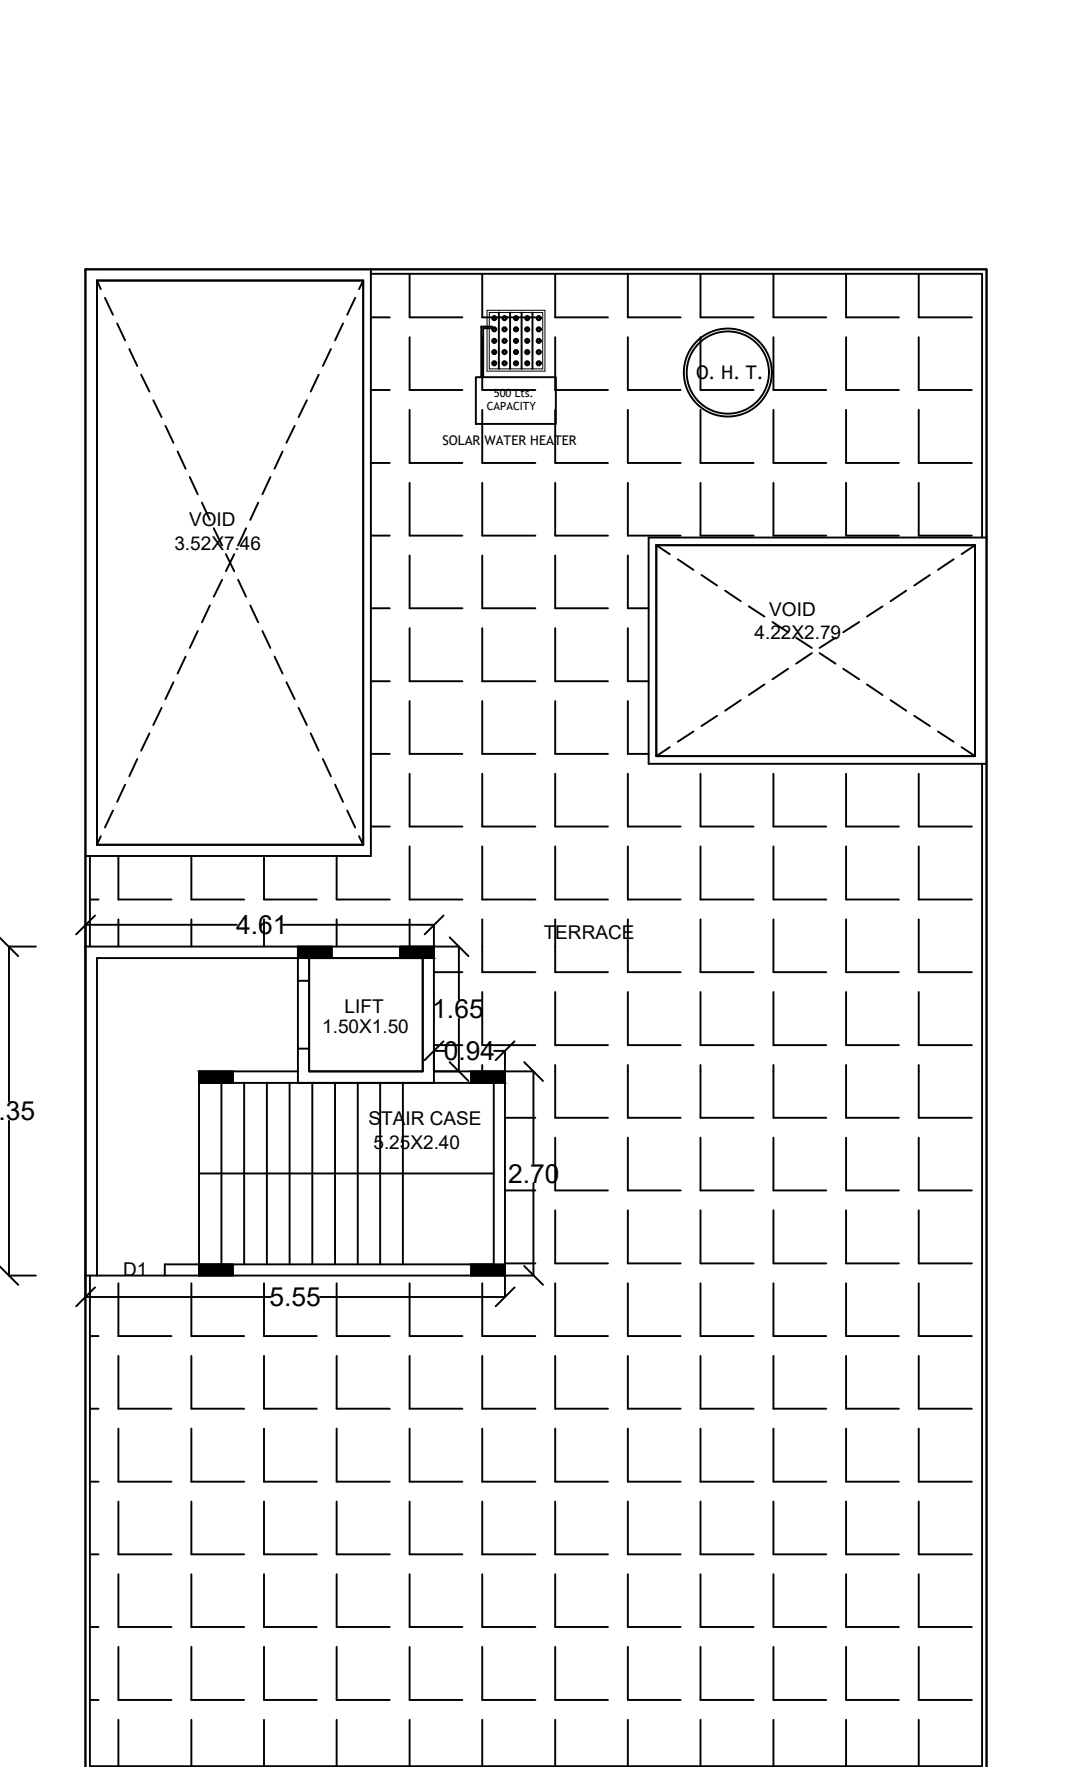 O. H. T.
500 Lts.
CAPACITY
SOLAR WATER HEATER
VOID
3.52X7.46
VOID
4.22X2.79
4.61
TERRACE
LIFT
1.50X1.50
1.65
0.94
.35
STAIR CASE
5.25X2.40
2.70
D1
5.55